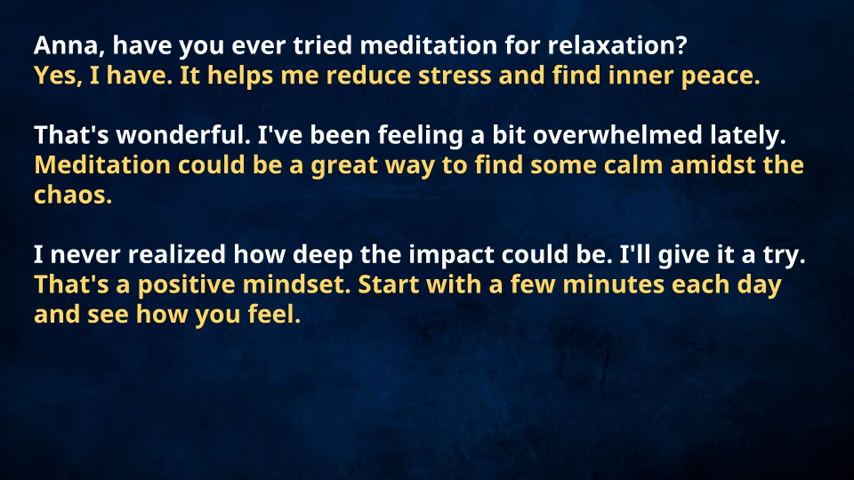 Anna, have you ever tried meditation for relaxation?
Yes, I have. It helps me reduce stress and find inner peace.
That's wonderful. I've been feeling a bit overwhelmed lately.
Meditation could be a great way to find some calm amidst the
chaos.
I never realized how deep the impact could be. I'll give it a try.
That's a positive mindset. Start with a few minutes each day
and see how you feel.